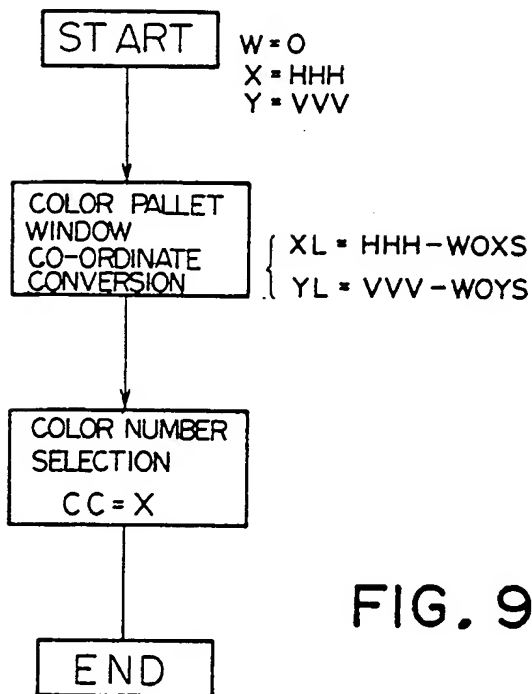 START
W=0
X=HHH
Y=VVV
COLOR PALLET
WINDOW
CO-ORDINATE
CONVERSION
XL=HHH-WOXS
YL=VVV-WOYS
COLOR NUMBER
SELECTION
CC=X
END
FIG. 9